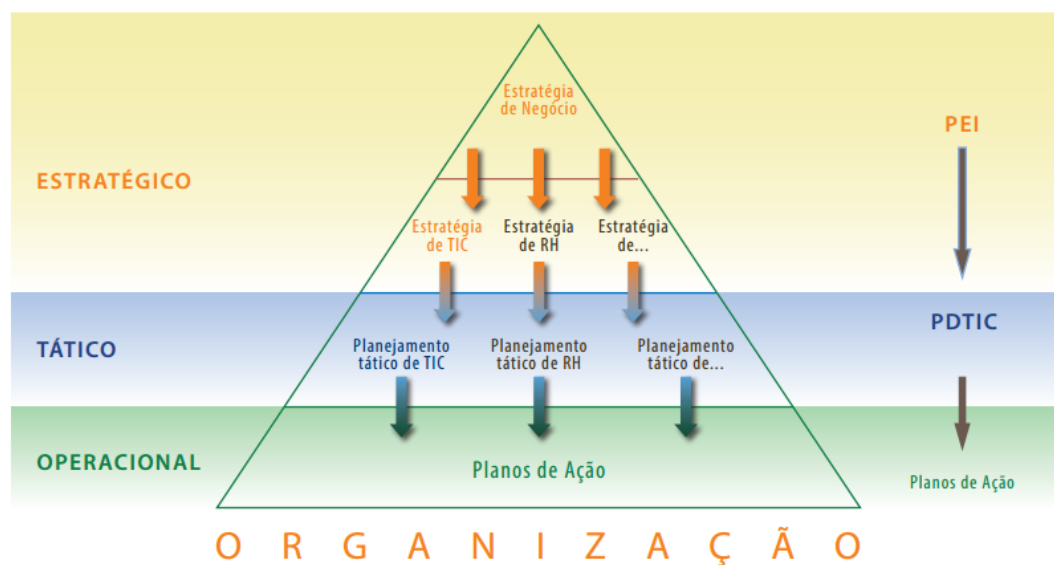 Estratégia
de Negócio
PEI
ESTRATÉGICO
Estratégia
de TIC
Estratégia
de RH
Estratégia
de...
TÁTICO
Planejamento
tático de TIC
Planejamento
tático de RH
Planejamento
tático de...
PDTIC
OPERACIONAL
Planos de Ação
Planos de Ação
O R G A N I Z A Ç Ã O